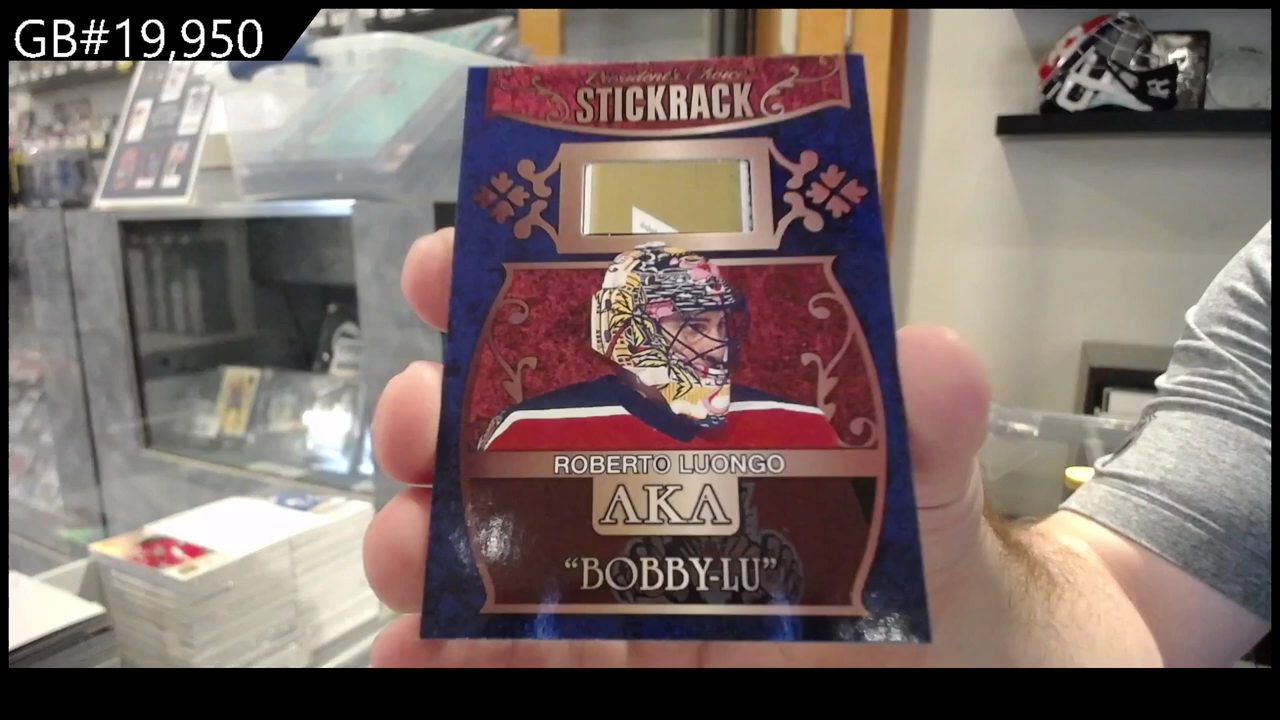 GB#19,950
President's Choice
STICKRACK
ROBERTO LUONGO
AKA
"BOBBY-LU"